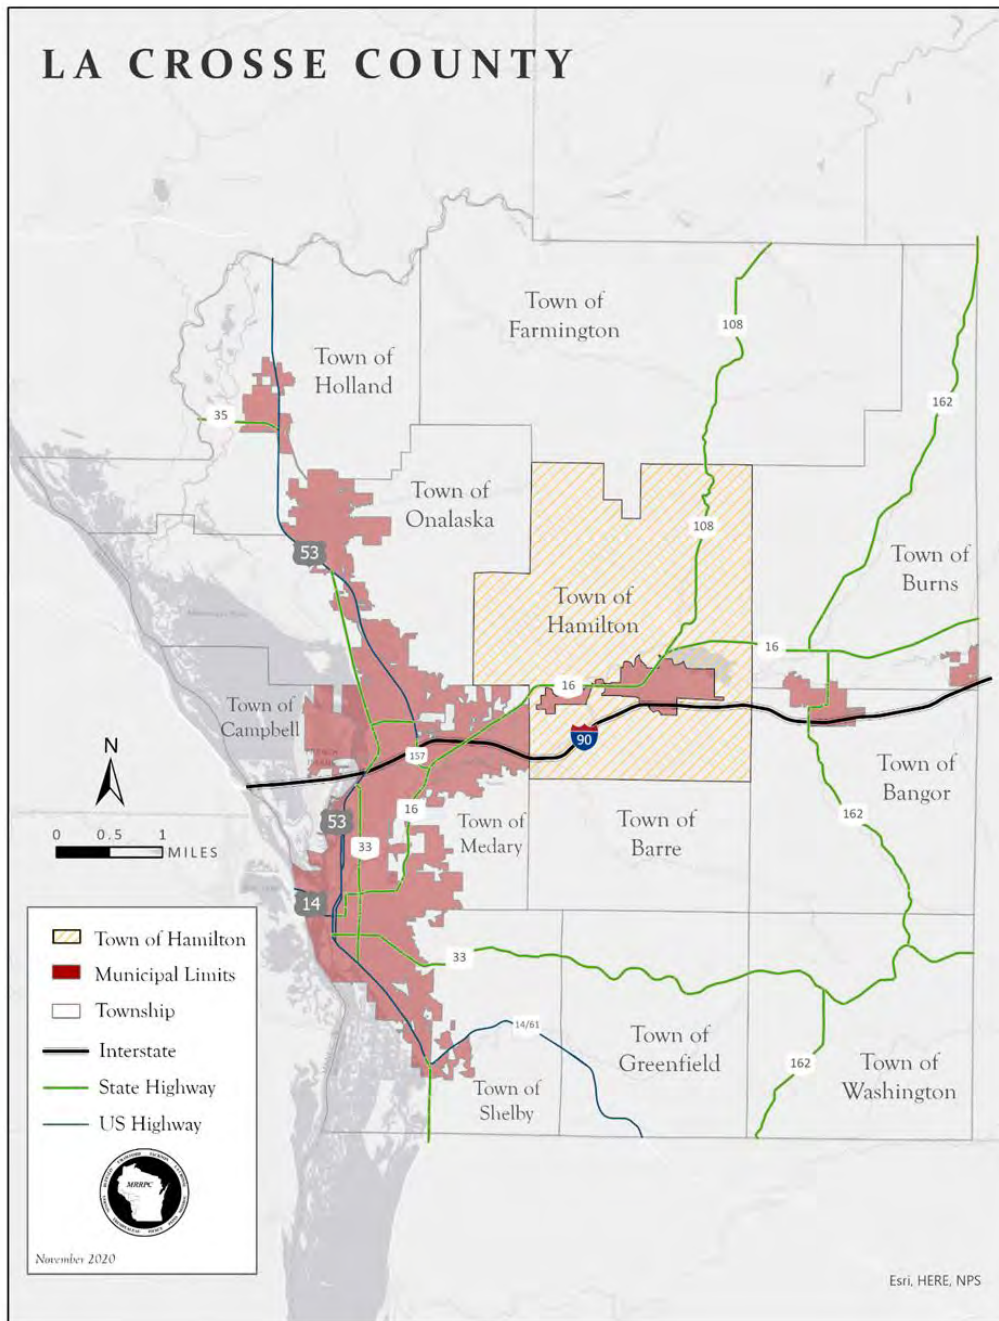 LA CROSSE COUNTY
Town of
Farmington
108
Town of
Holland
162
35
Town of
Onalaska
108
53
Town of
Burns
Town of
Hamilton
16
16
Town of
Campbell
90
157
N
Town of
Bangor
0 0.5 1
MILES
16
53
33
Town of
Medary
Town of
Barre
162
14
33
14/61
Town of
Greenfield
162
Town of
Washington
Town of
Shelby
Town of Hamilton
Municipal Limits
Township
Interstate
State Highway
US Highway
MRRPC
November 2020
Esri, HERE, NPS